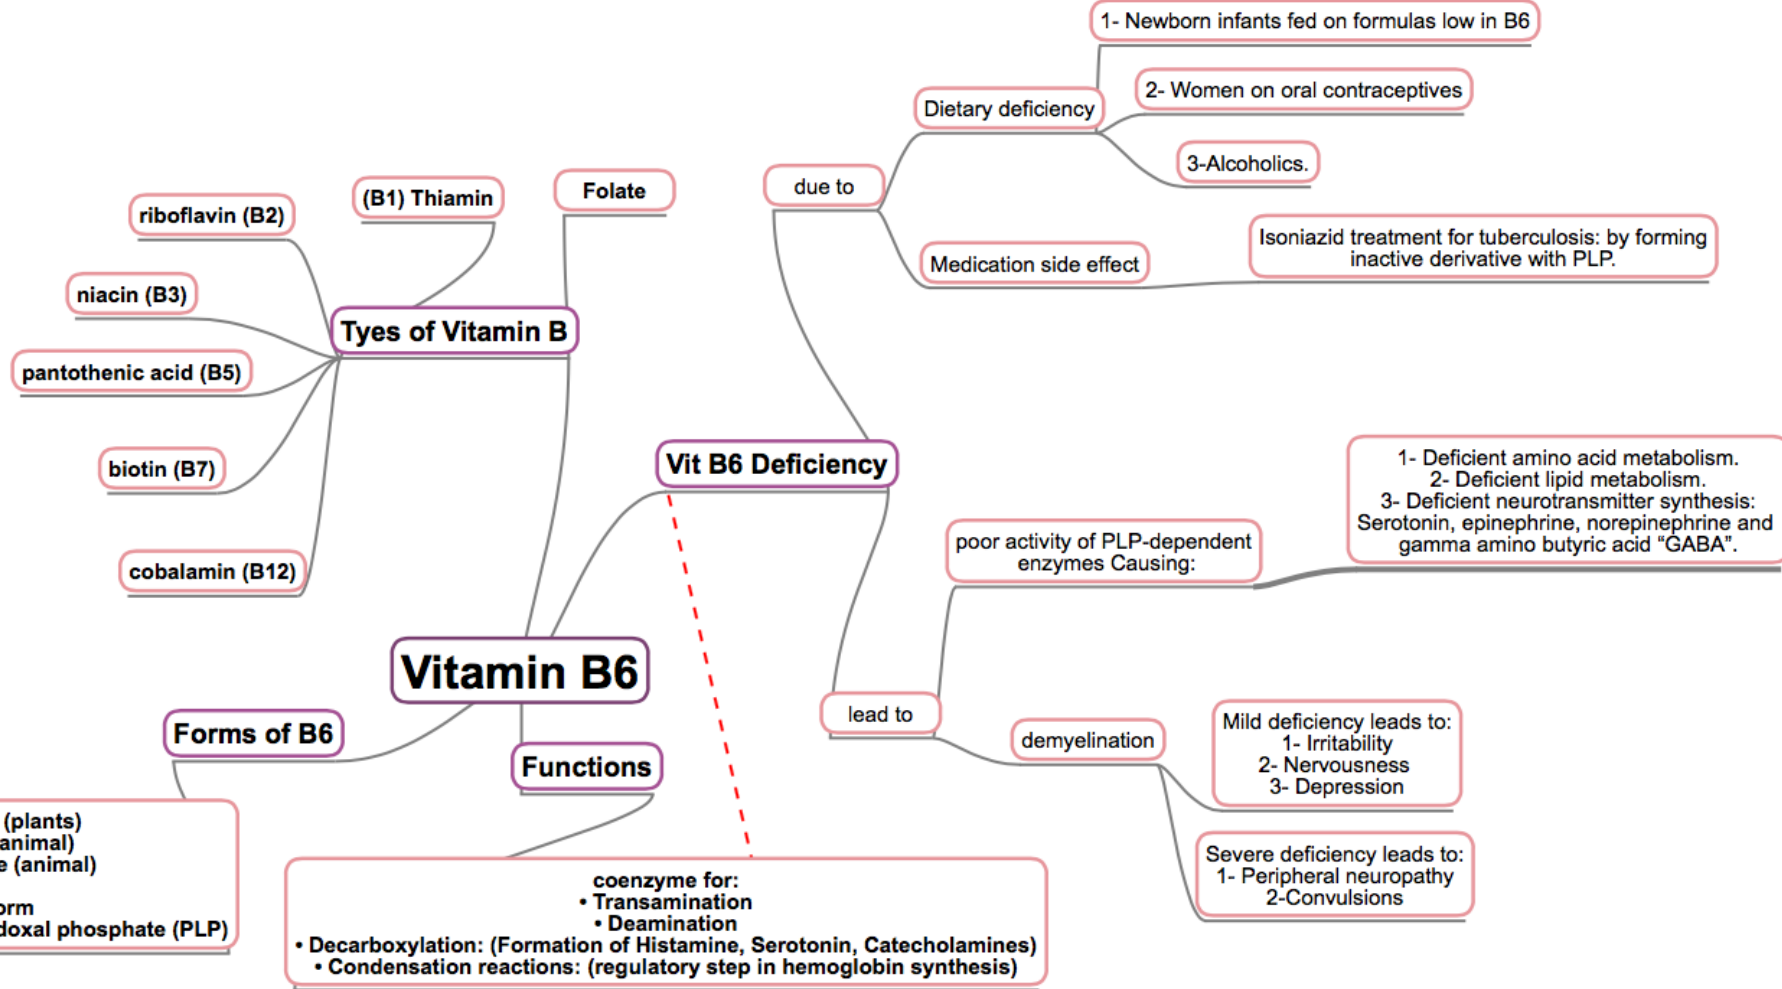 1- Newborn infants fed on formulas low in B6
2- Women on oral contraceptives
Dietary deficiency
3-Alcoholics.
due to
Isoniazid treatment for tuberculosis: by forming
inactive derivative with PLP.
Medication side effect
(B1) Thiamin
Folate
riboflavin (B2)
niacin (B3)
Tyes of Vitamin B
pantothenic acid (B5)
biotin (B7)
cobalamin (B12)
Vit B6 Deficiency
1- Deficient amino acid metabolism.
2- Deficient lipid metabolism.
3- Deficient neurotransmitter synthesis:
Serotonin, epinephrine, norepinephrine and
gamma amino butyric acid “GABA”.
poor activity of PLP-dependent
enzymes Causing:
lead to
demyelination
Mild deficiency leads to:
1- Irritability
2- Nervousness
3- Depression
Severe deficiency leads to:
1- Peripheral neuropathy
2-Convulsions
Vitamin B6
Forms of B6
Functions
(plants)
animal)
(animal)
phosphate (PLP)
coenzyme for:
• Transamination
• Deamination
• Decarboxylation: (Formation of Histamine, Serotonin, Catecholamines)
• Condensation reactions: (regulatory step in hemoglobin synthesis)